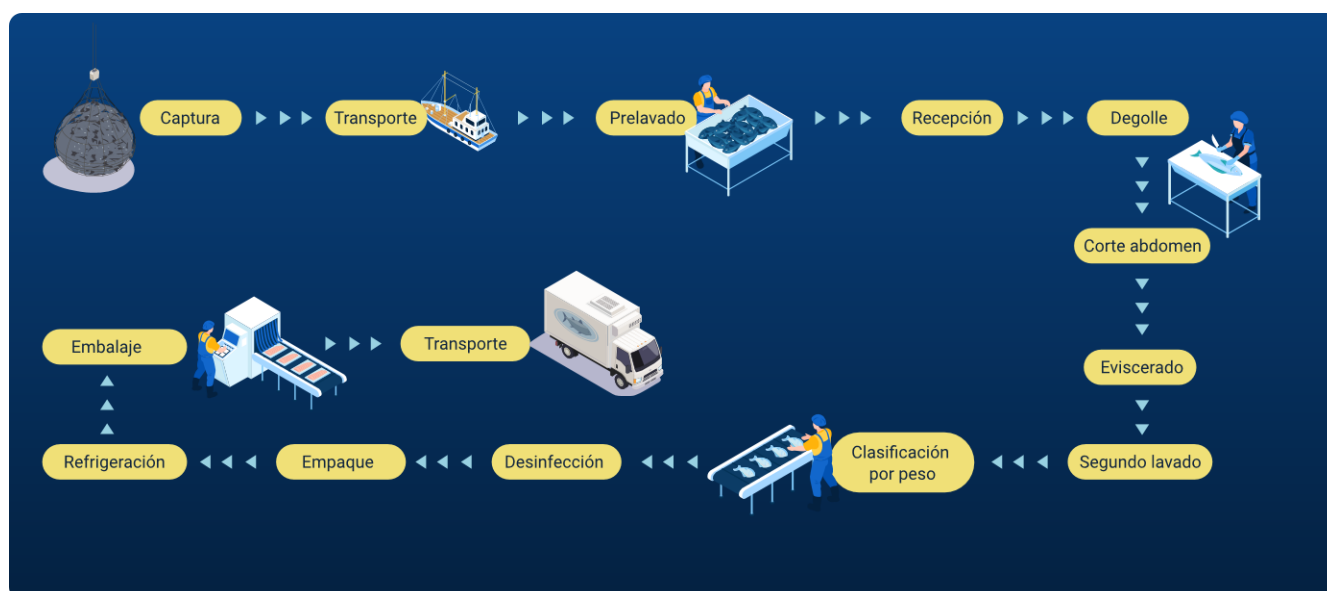 Captura
Transporte
Prelavado
Recepción
Degolle
Corte abdomen
Eviscerado
Segundo lavado
Clasificación
por peso
Desinfección
Empaque
Refrigeración
Embalaje
Transporte